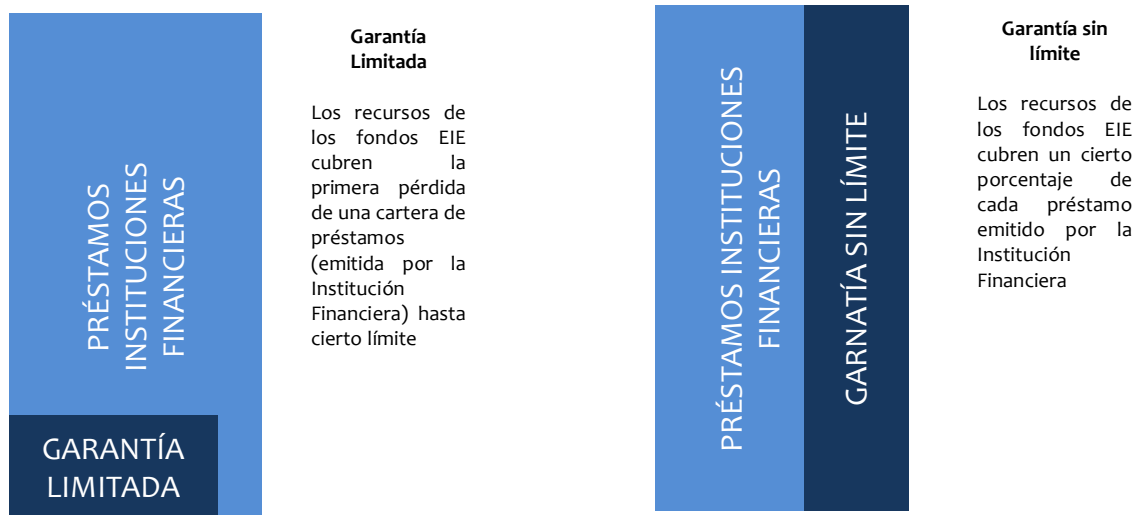 PRÉSTAMOS
INSTITUCIONES
FINANCIERAS
GARANTÍA
LIMITADA
Garantía
Limitada
Los recursos de
los fondos EIE
cubren la
primera pérdida
de una cartera de
préstamos
(emitida por la
Institución
Financiera) hasta
cierto límite
PRÉSTAMOS INSTITUCIONES
FINANCIERAS
GARNATÍA SIN LÍMITE
Garantía sin
límite
Los recursos de
los fondos EIE
cubren un cierto
porcentaje de
cada préstamo
emitido por la
Institución
Financiera